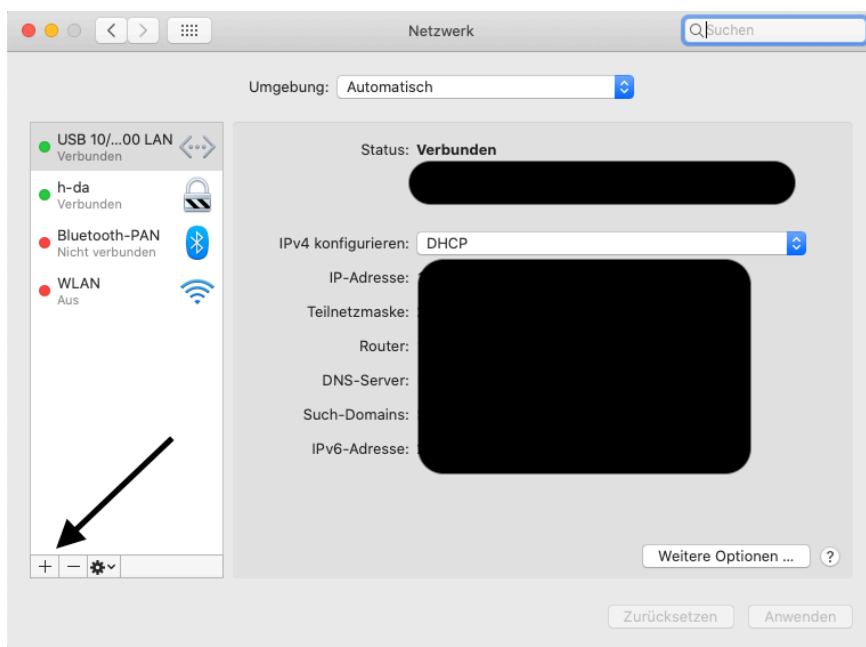 Netzwerk
Suchen
Umgebung: Automatisch
USB 10/...00 LAN
Verbunden
h-da
Verbunden
Bluetooth-PAN
Nicht verbunden
WLAN
Aus
Status: Verbunden
IPv4 konfigurieren: DHCP
IP-Adresse:
Teilnetzmaske:
Router:
DNS-Server:
Such-Domains:
IPv6-Adresse:
+ −
Weitere Optionen ... ?
Zurücksetzen Anwenden